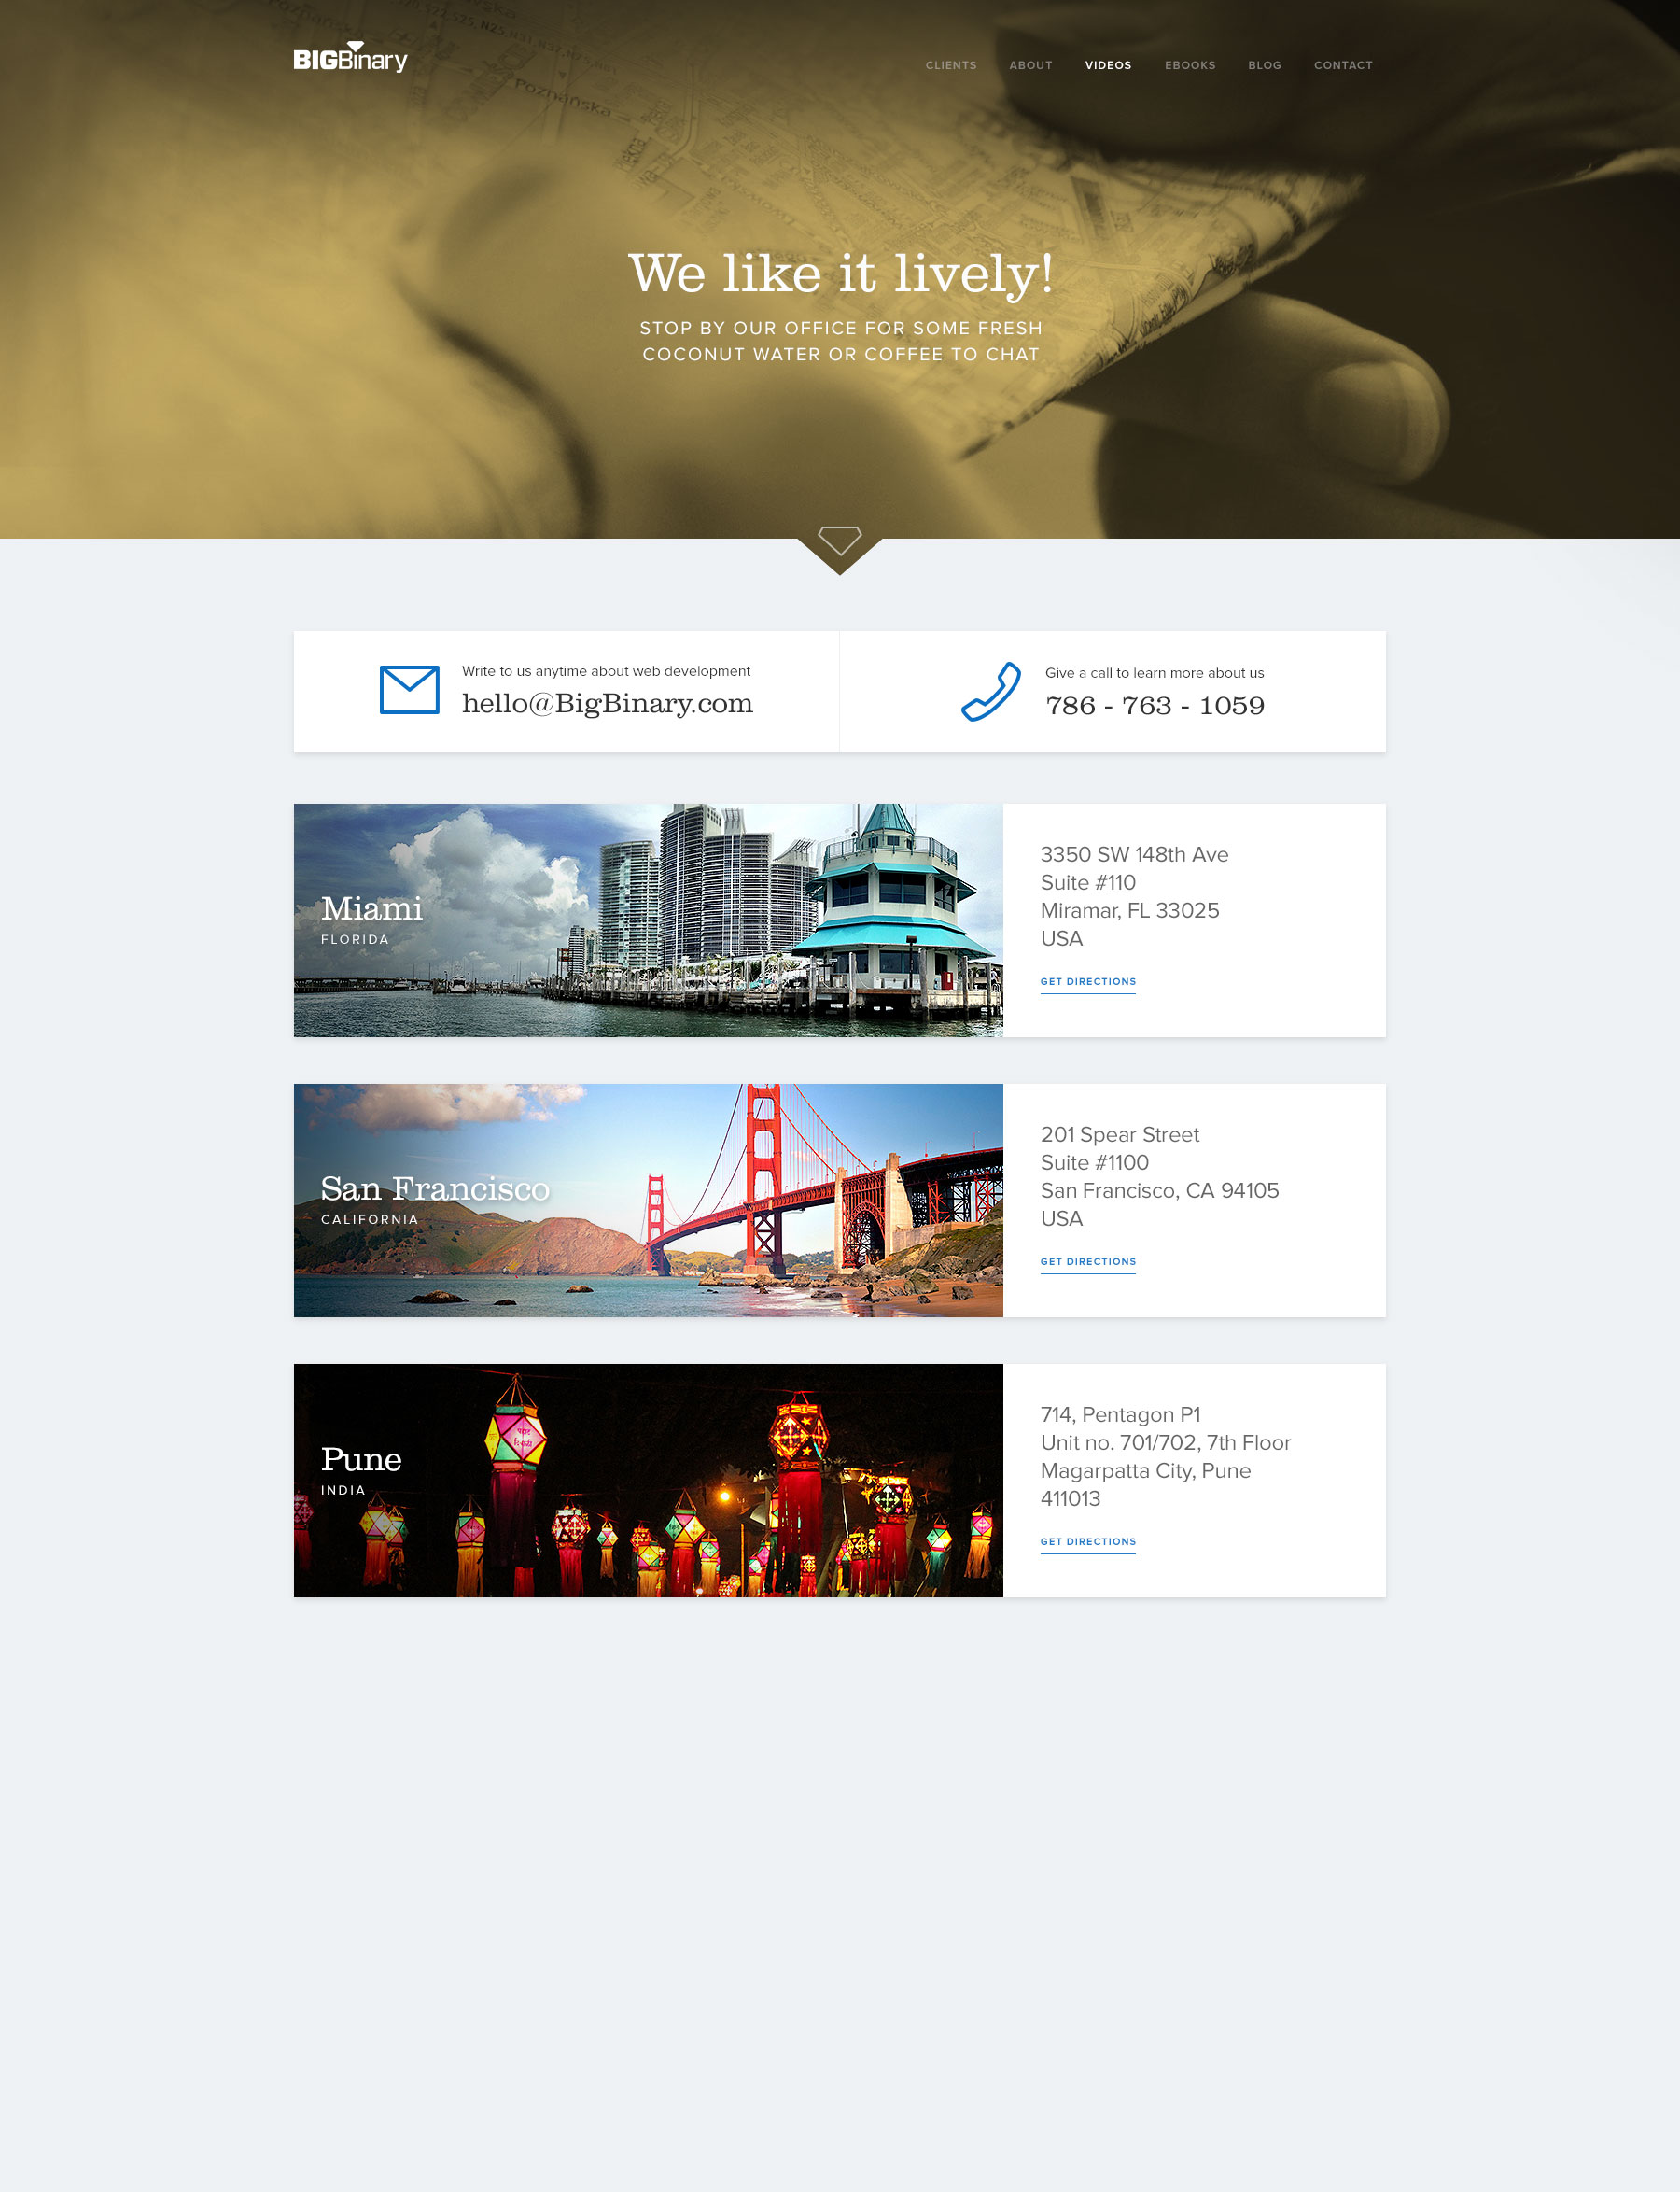 BIGBinary
CLIENTS ABOUT VIDEOS EBOOKS BLOG CONTACT
Poznańska
We like it lively!
STOP BY OUR OFFICE FOR SOME FRESH
COCONUT WATER OR COFFEE TO CHAT
Write to us anytime about web development
hello@BigBinary.com
Give a call to learn more about us
786 - 763 - 1059
Miami
FLORIDA
3350 SW 148th Ave
Suite #110
Miramar, FL 33025
USA
GET DIRECTIONS
San Francisco
CALIFORNIA
201 Spear Street
Suite #1100
San Francisco, CA 94105
USA
GET DIRECTIONS
Pune
INDIA
714, Pentagon P1
Unit no. 701/702, 7th Floor
Magarpatta City, Pune
411013
GET DIRECTIONS